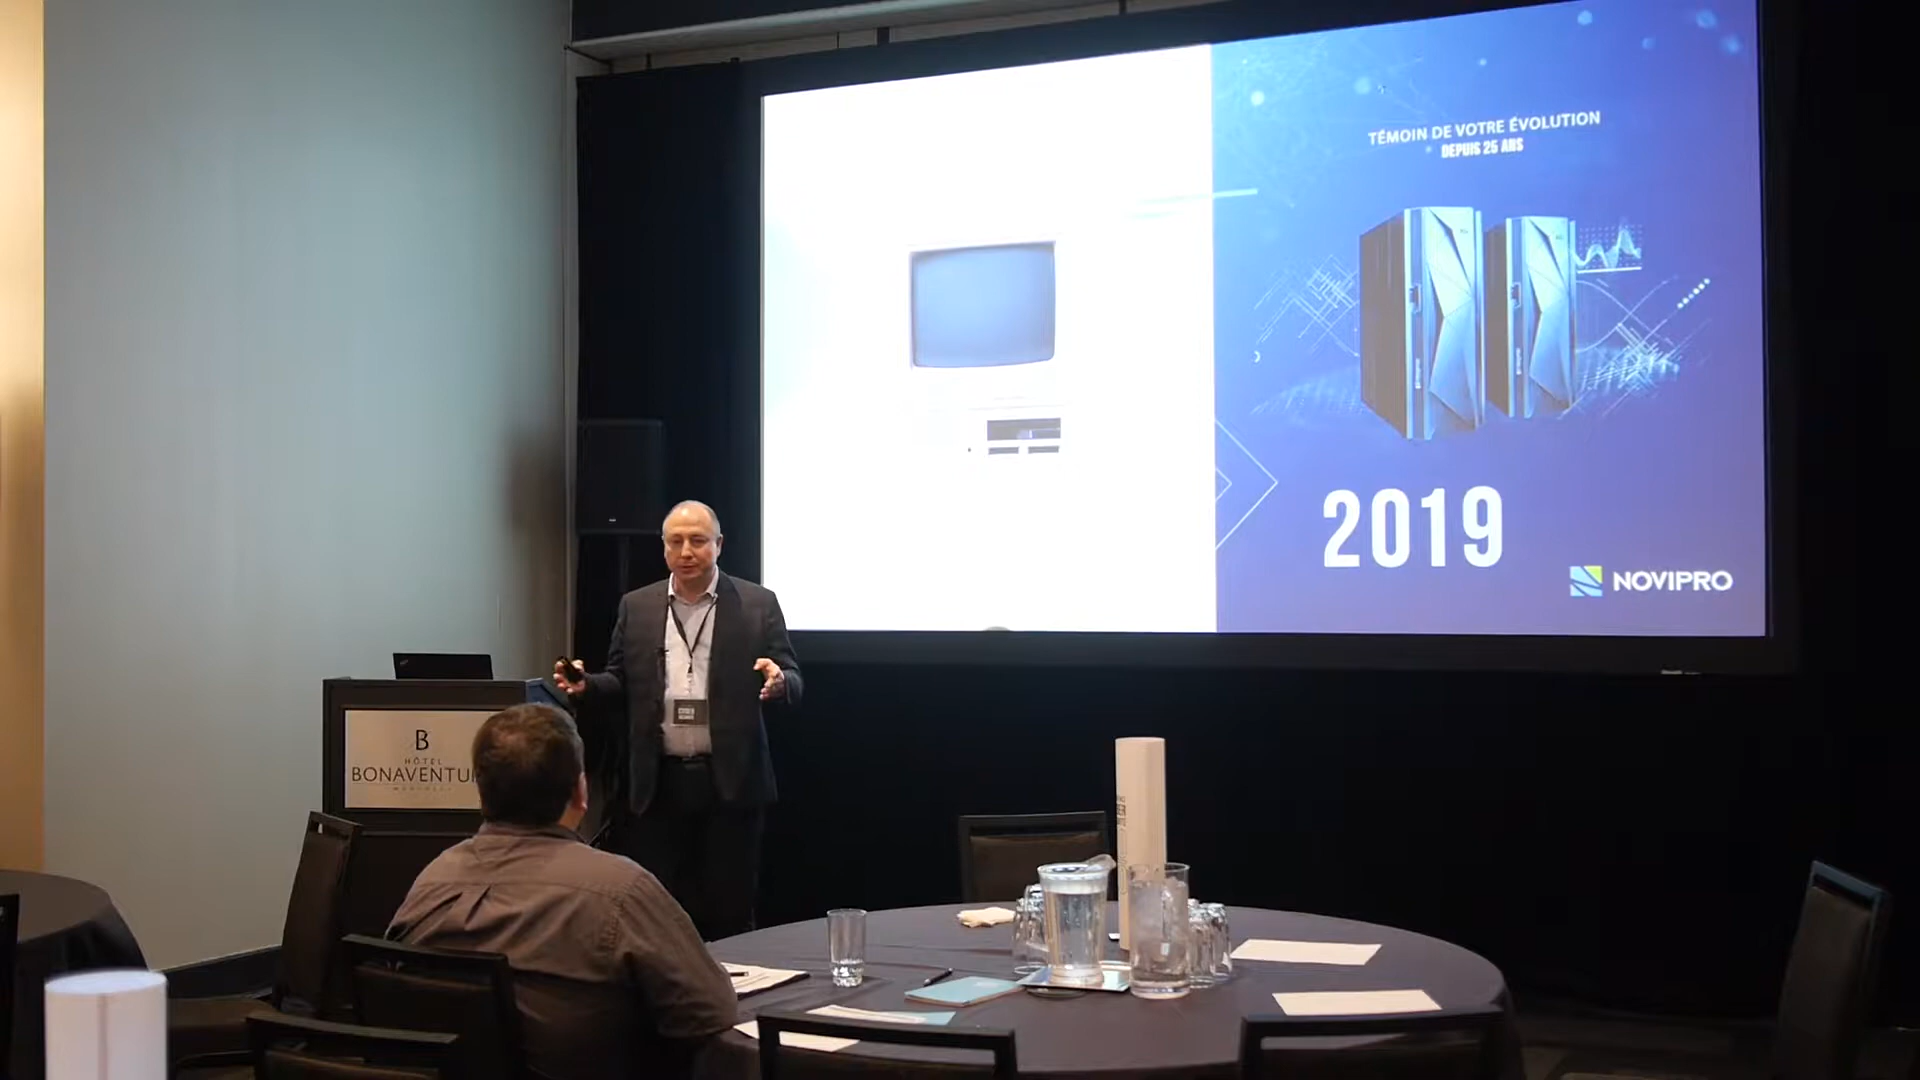 TÉMOIN DE VOTRE ÉVOLUTION
DEPUIS 25 ANS
2019
NOVIPRO
B
HÔTEL
BONAVENTU